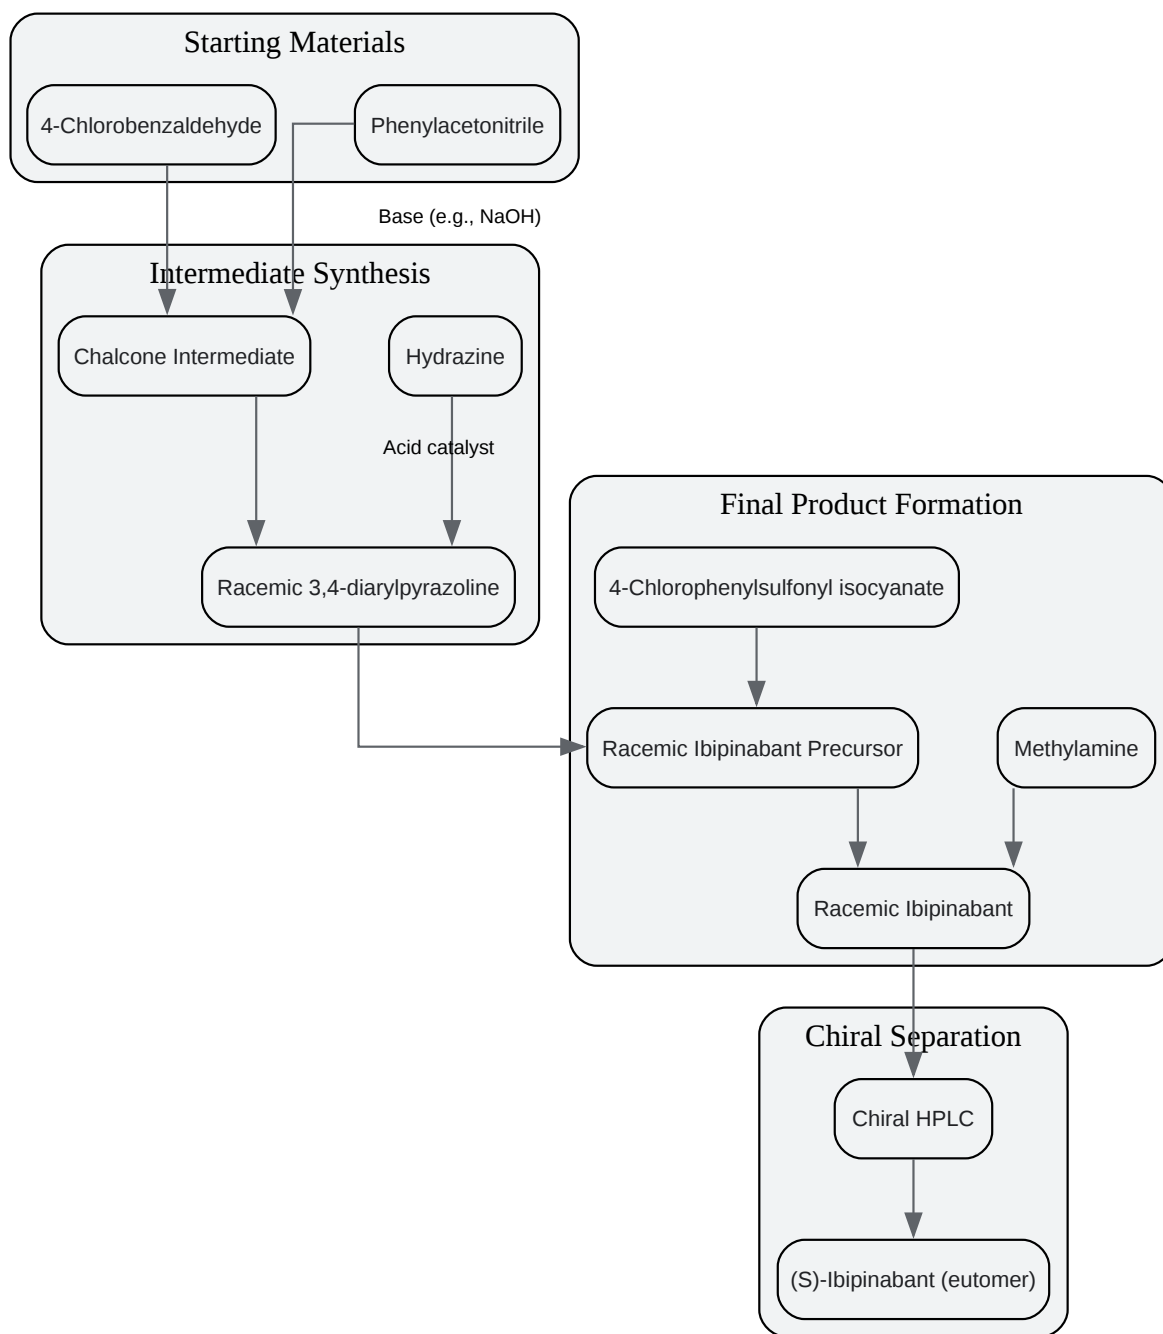 Starting Materials
4-Chlorobenzaldehyde
Phenylacetonitrile
Base (e.g., NaOH)
Intermediate Synthesis
Chalcone Intermediate
Hydrazine
Acid catalyst
Racemic 3,4-diarylpyrazoline
Final Product Formation
4-Chlorophenylsulfonyl isocyanate
Racemic Ibipinabant Precursor
Methylamine
Racemic Ibipinabant
Chiral Separation
Chiral HPLC
(S)-Ibipinabant (eutomer)